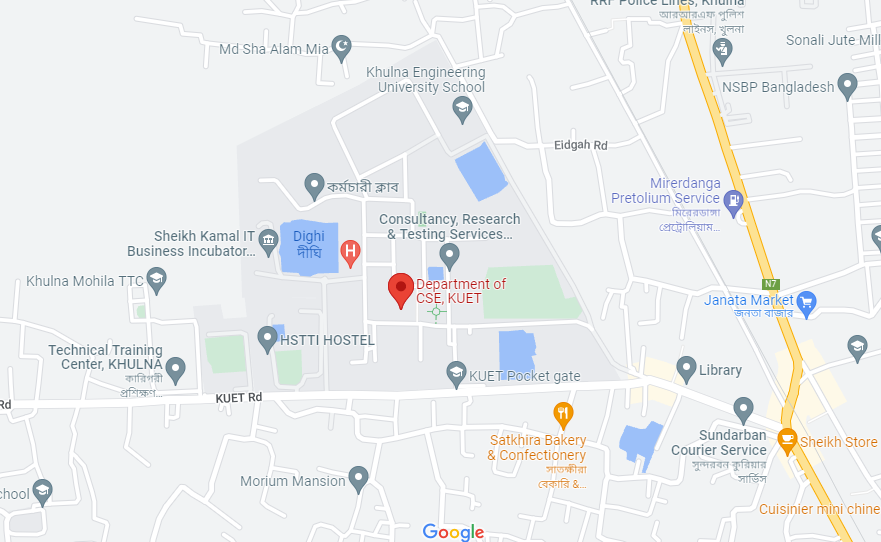 RRF Police Lines, Khulna
আরআরএফ পুলিশ
লাইনস, খুলনা
Md Sha Alam Mia
Sonali Jute Mill
Khulna Engineering
University School
NSBP Bangladesh
Eidgah Rd
কর্মচারী ক্লাব
Mirerdanga
Pretolium Service
মিরেরডাঙ্গা
প্রেট্রোলিয়াম...
Consultancy, Research
& Testing Services...
Sheikh Kamal IT
Business Incubator...
Dighi
দীঘি
H
Khulna Mohila TTC
Department of
CSE, KUET
N7
Janata Market
জনতা বাজার
HSTTI HOSTEL
Technical Training
Center, KHULNA
কারিগরী
প্রশিক্ষণ...
KUET Pocket gate
Library
Rd
KUET Rd
Satkhira Bakery
& Confectionery
সাতক্ষীরা
বেকারি &...
Sundarban
Courier Service
সুন্দরবন কুরিয়ার
সার্ভিস
Sheikh Store
Morium Mansion
chool
Cuisinier mini chine
Google